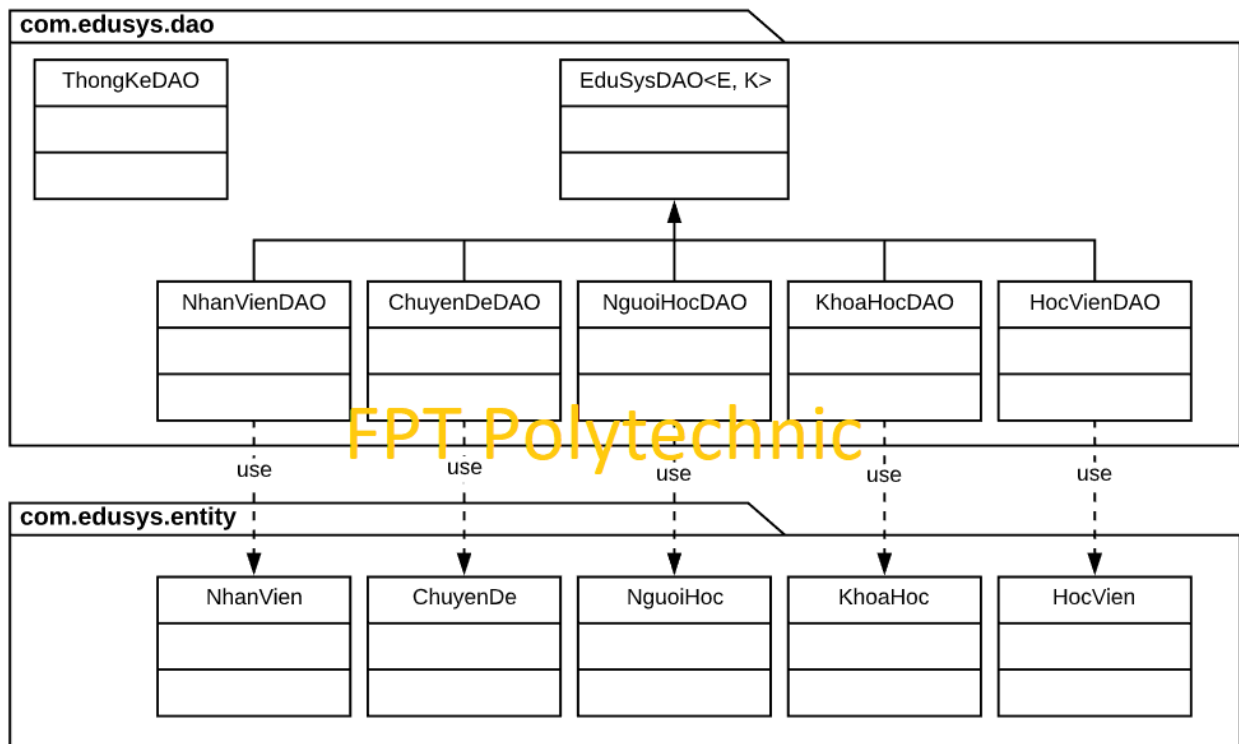 com.edusys.dao
ThongKeDAO
EduSysDAO<E, K>
NhanVienDAO
ChuyenDeDAO
NguoiHocDAO
KhoaHocDAO
HocVienDAO
FPT Polytechnic
use
use
use
use
use
com.edusys.entity
NhanVien
ChuyenDe
NguoiHoc
KhoaHoc
HocVien